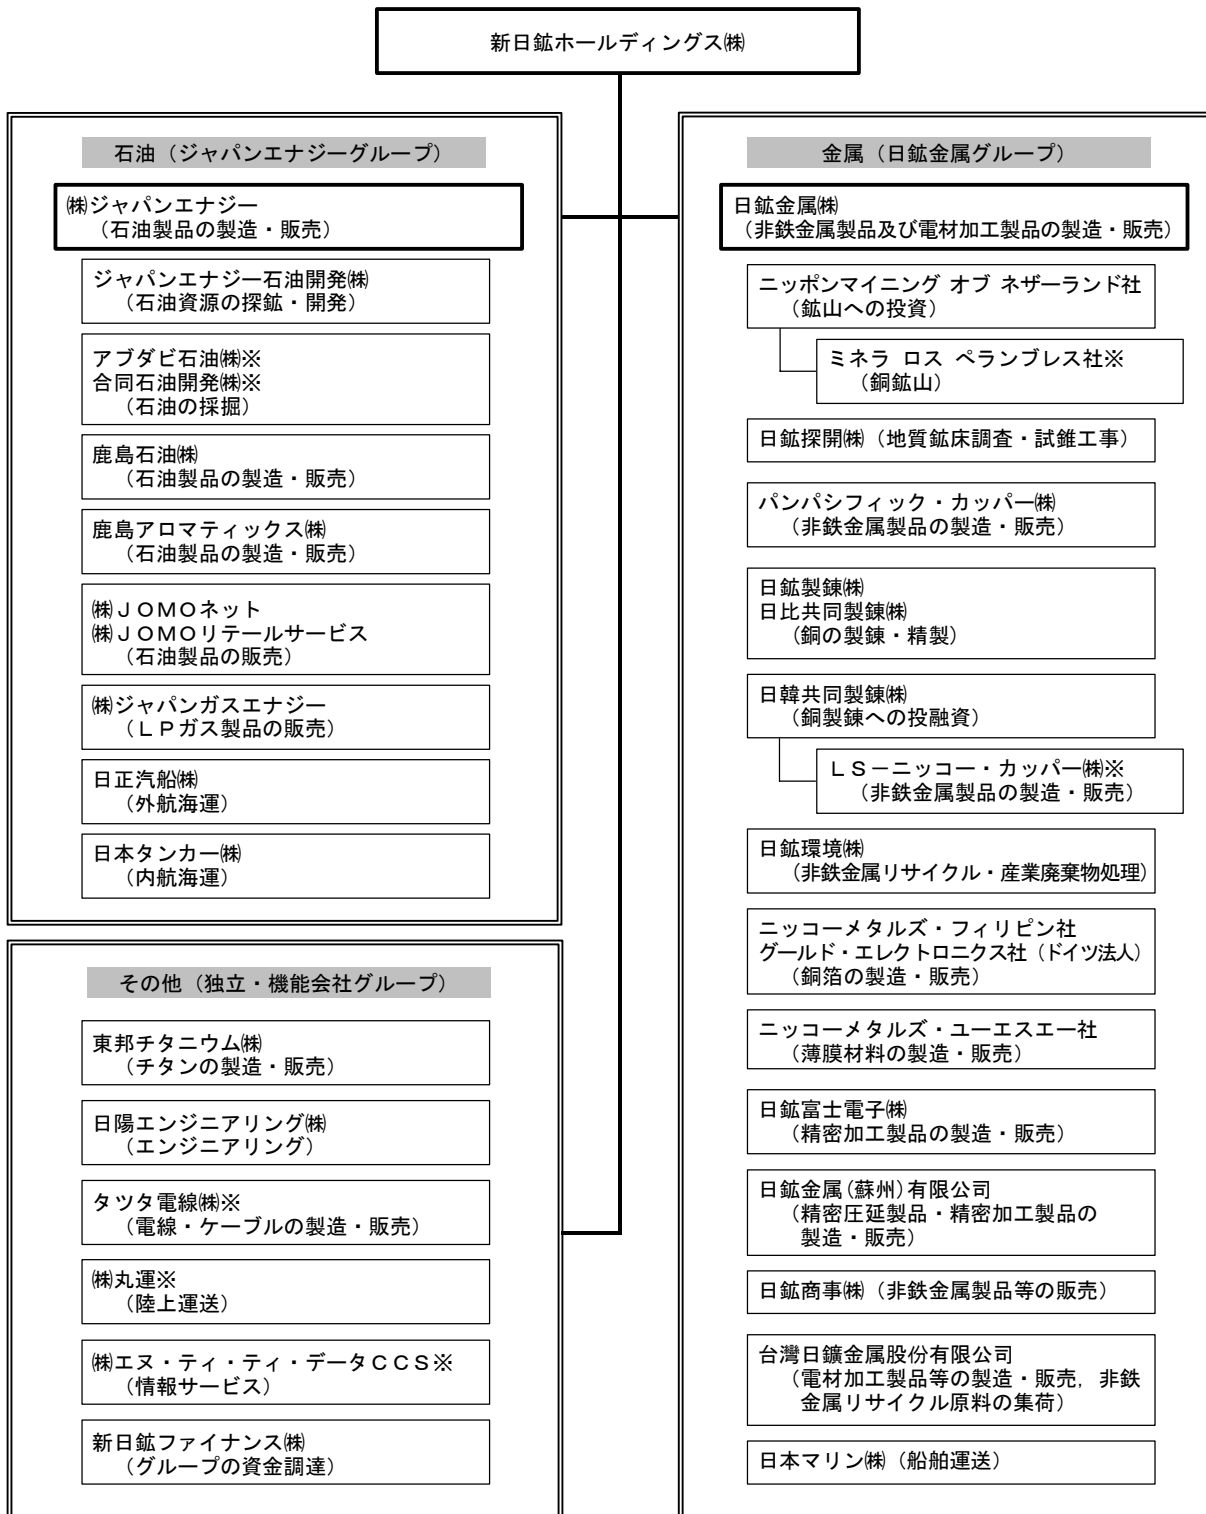 新日鉱ホールディングス㈱
石油（ジャパンエナジーグループ）
㈱ジャパンエナジー
（石油製品の製造・販売）
ジャパンエナジー石油開発㈱
（石油資源の探鉱・開発）
アブダビ石油㈱※
合同石油開発㈱※
（石油の採掘）
鹿島石油㈱
（石油製品の製造・販売）
鹿島アロマティックス㈱
（石油製品の製造・販売）
㈱ＪＯＭＯネット
㈱ＪＯＭＯリテールサービス
（石油製品の販売）
㈱ジャパンガスエナジー
（ＬＰガス製品の販売）
日正汽船㈱
（外航海運）
日本タンカー㈱
（内航海運）
その他（独立・機能会社グループ）
東邦チタニウム㈱
（チタンの製造・販売）
日陽エンジニアリング㈱
（エンジニアリング）
タツタ電線㈱※
（電線・ケーブルの製造・販売）
㈱丸運※
（陸上運送）
㈱エヌ・ティ・ティ・データＣＣＳ※
（情報サービス）
新日鉱ファイナンス㈱
（グループの資金調達）
金属（日鉱金属グループ）
日鉱金属㈱
（非鉄金属製品及び電材加工製品の製造・販売）
ニッポンマイニング オブ ネザーランド社
（鉱山への投資）
ミネラ ロス ペランブレス社※
（銅鉱山）
日鉱探開㈱（地質鉱床調査・試錐工事）
パンパシフィック・カッパー㈱
（非鉄金属製品の製造・販売）
日鉱製錬㈱
日比共同製錬㈱
（銅の製錬・精製）
日韓共同製錬㈱
（銅製錬への投融資）
ＬＳ－ニッコー・カッパー㈱※
（非鉄金属製品の製造・販売）
日鉱環境㈱
（非鉄金属リサイクル・産業廃棄物処理）
ニッコーメタルズ・フィリピン社
グールド・エレクトロニクス社（ドイツ法人）
（銅箔の製造・販売）
ニッコーメタルズ・ユーエスエー社
（薄膜材料の製造・販売）
日鉱富士電子㈱
（精密加工製品の製造・販売）
日鉱金属(蘇州)有限公司
（精密圧延製品・精密加工製品の
製造・販売）
日鉱商事㈱（非鉄金属製品等の販売）
台灣日鑛金属股份有限公司
（電材加工製品等の製造・販売，非鉄
金属リサイクル原料の集荷）
日本マリン㈱（船舶運送）